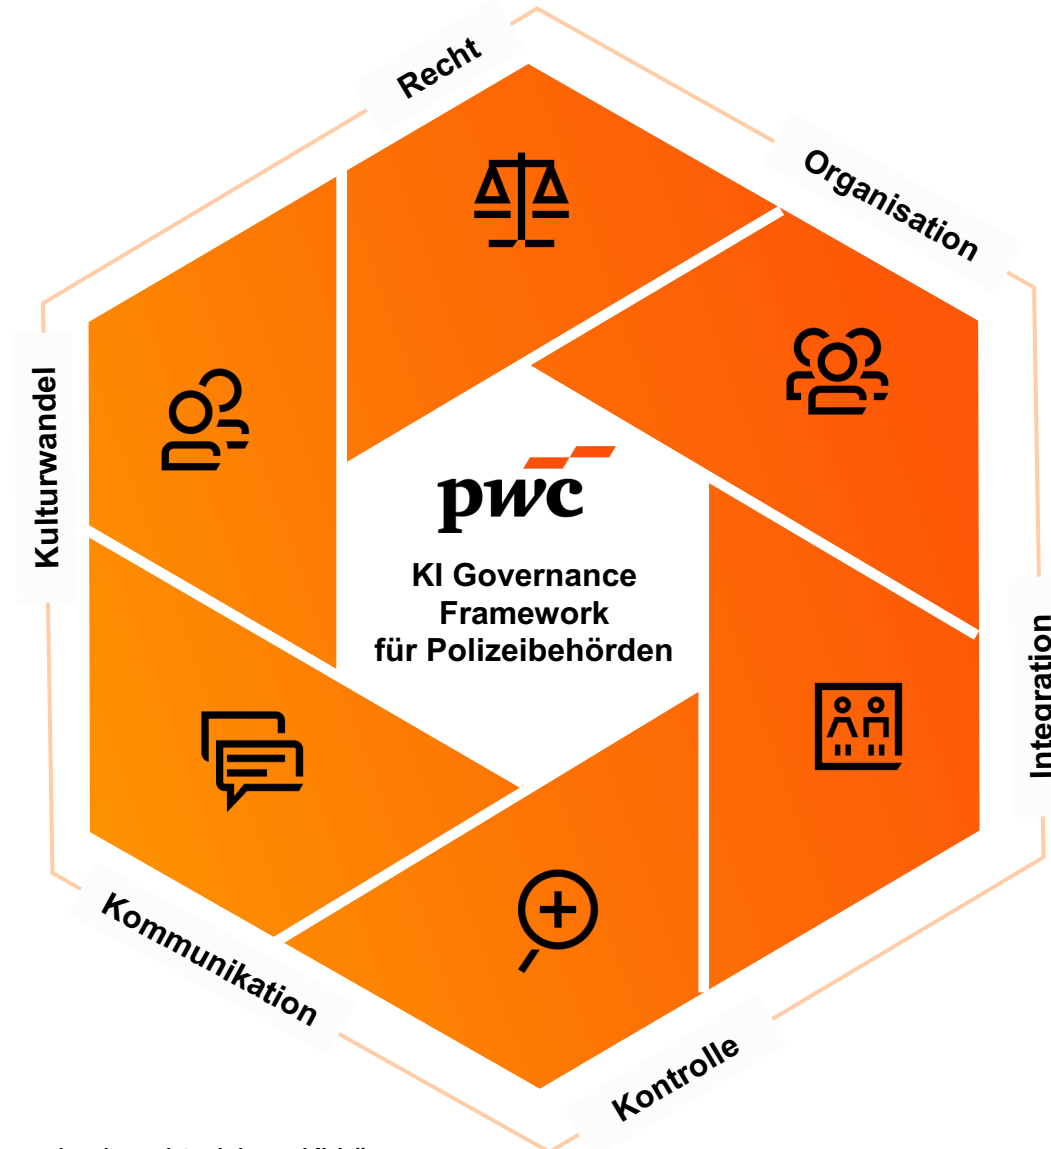 Recht
Organisation
Kulturwandel
pwc
KI Governance
Framework
für Polizeibehörden
Integration
Kommunikation
Kontrolle